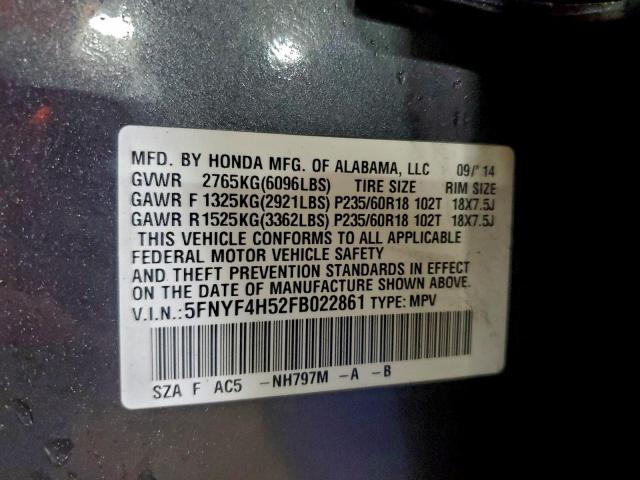 MFD. BY HONDA MFG. OF ALABAMA, LLC 09/'14
GVWR 2765KG(6096LBS) TIRE SIZE RIM SIZE
GAWR F 1325KG(2921LBS) P235/60R18 102T 18X7.5J
GAWR R 1525KG(3362LBS) P235/60R18 102T 18X7.5J
THIS VEHICLE CONFORMS TO ALL APPLICABLE
FEDERAL MOTOR VEHICLE SAFETY
AND THEFT PREVENTION STANDARDS IN EFFECT
ON THE DATE OF MANUFACTURE SHOWN ABOVE.
V.I.N.: 5FNYF4H52FB022861 TYPE: MPV
SZA F AC5 -NH797M -A -B